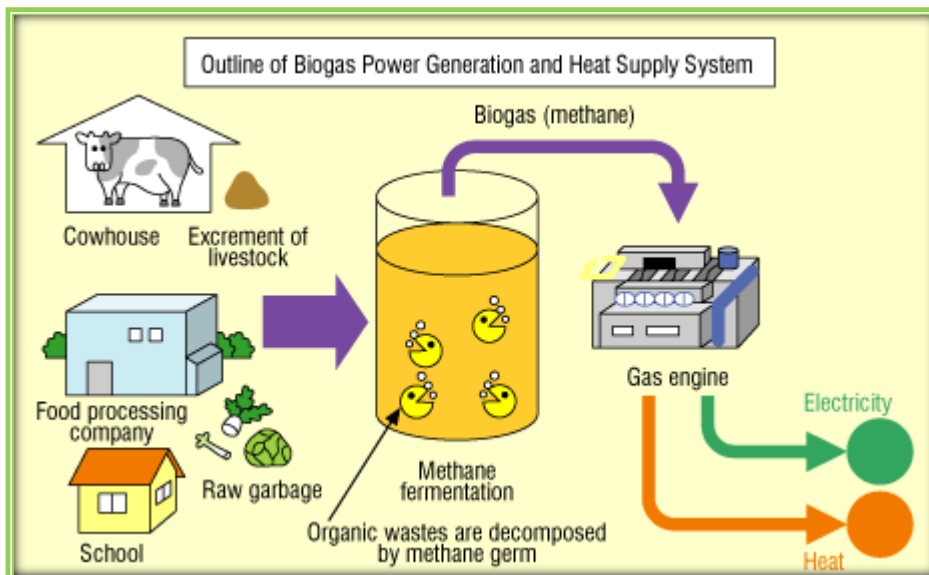 Outline of Biogas Power Generation and Heat Supply System
Biogas (methane)
Cowhouse
Excrement of
livestock
Food processing
company
Raw garbage
School
Methane
fermentation
Organic wastes are decomposed
by methane germ
Gas engine
Electricity
Heat